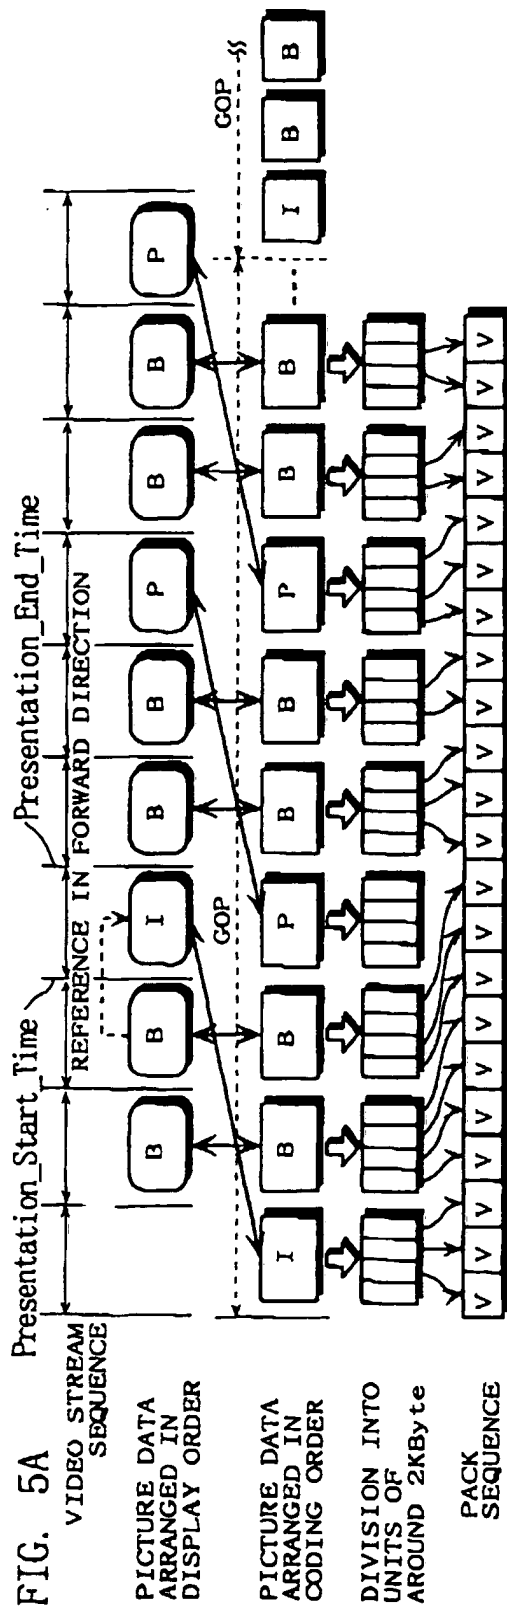 FIG. 5A
Presentation_Start_Time
Presentation_End_Time
VIDEO STREAM
SEQUENCE
REFERENCE IN FORWARD DIRECTION
PICTURE DATA
ARRANGED IN
DISPLAY ORDER
B B I B B P B B P
GOP GOP
PICTURE DATA
ARRANGED IN
CODING ORDER
I B B P B B P B B I B B
DIVISION INTO
UNITS OF
AROUND 2KByte
PACK
SEQUENCE
V V V V V V V V V V V V V V V V V V V V V V